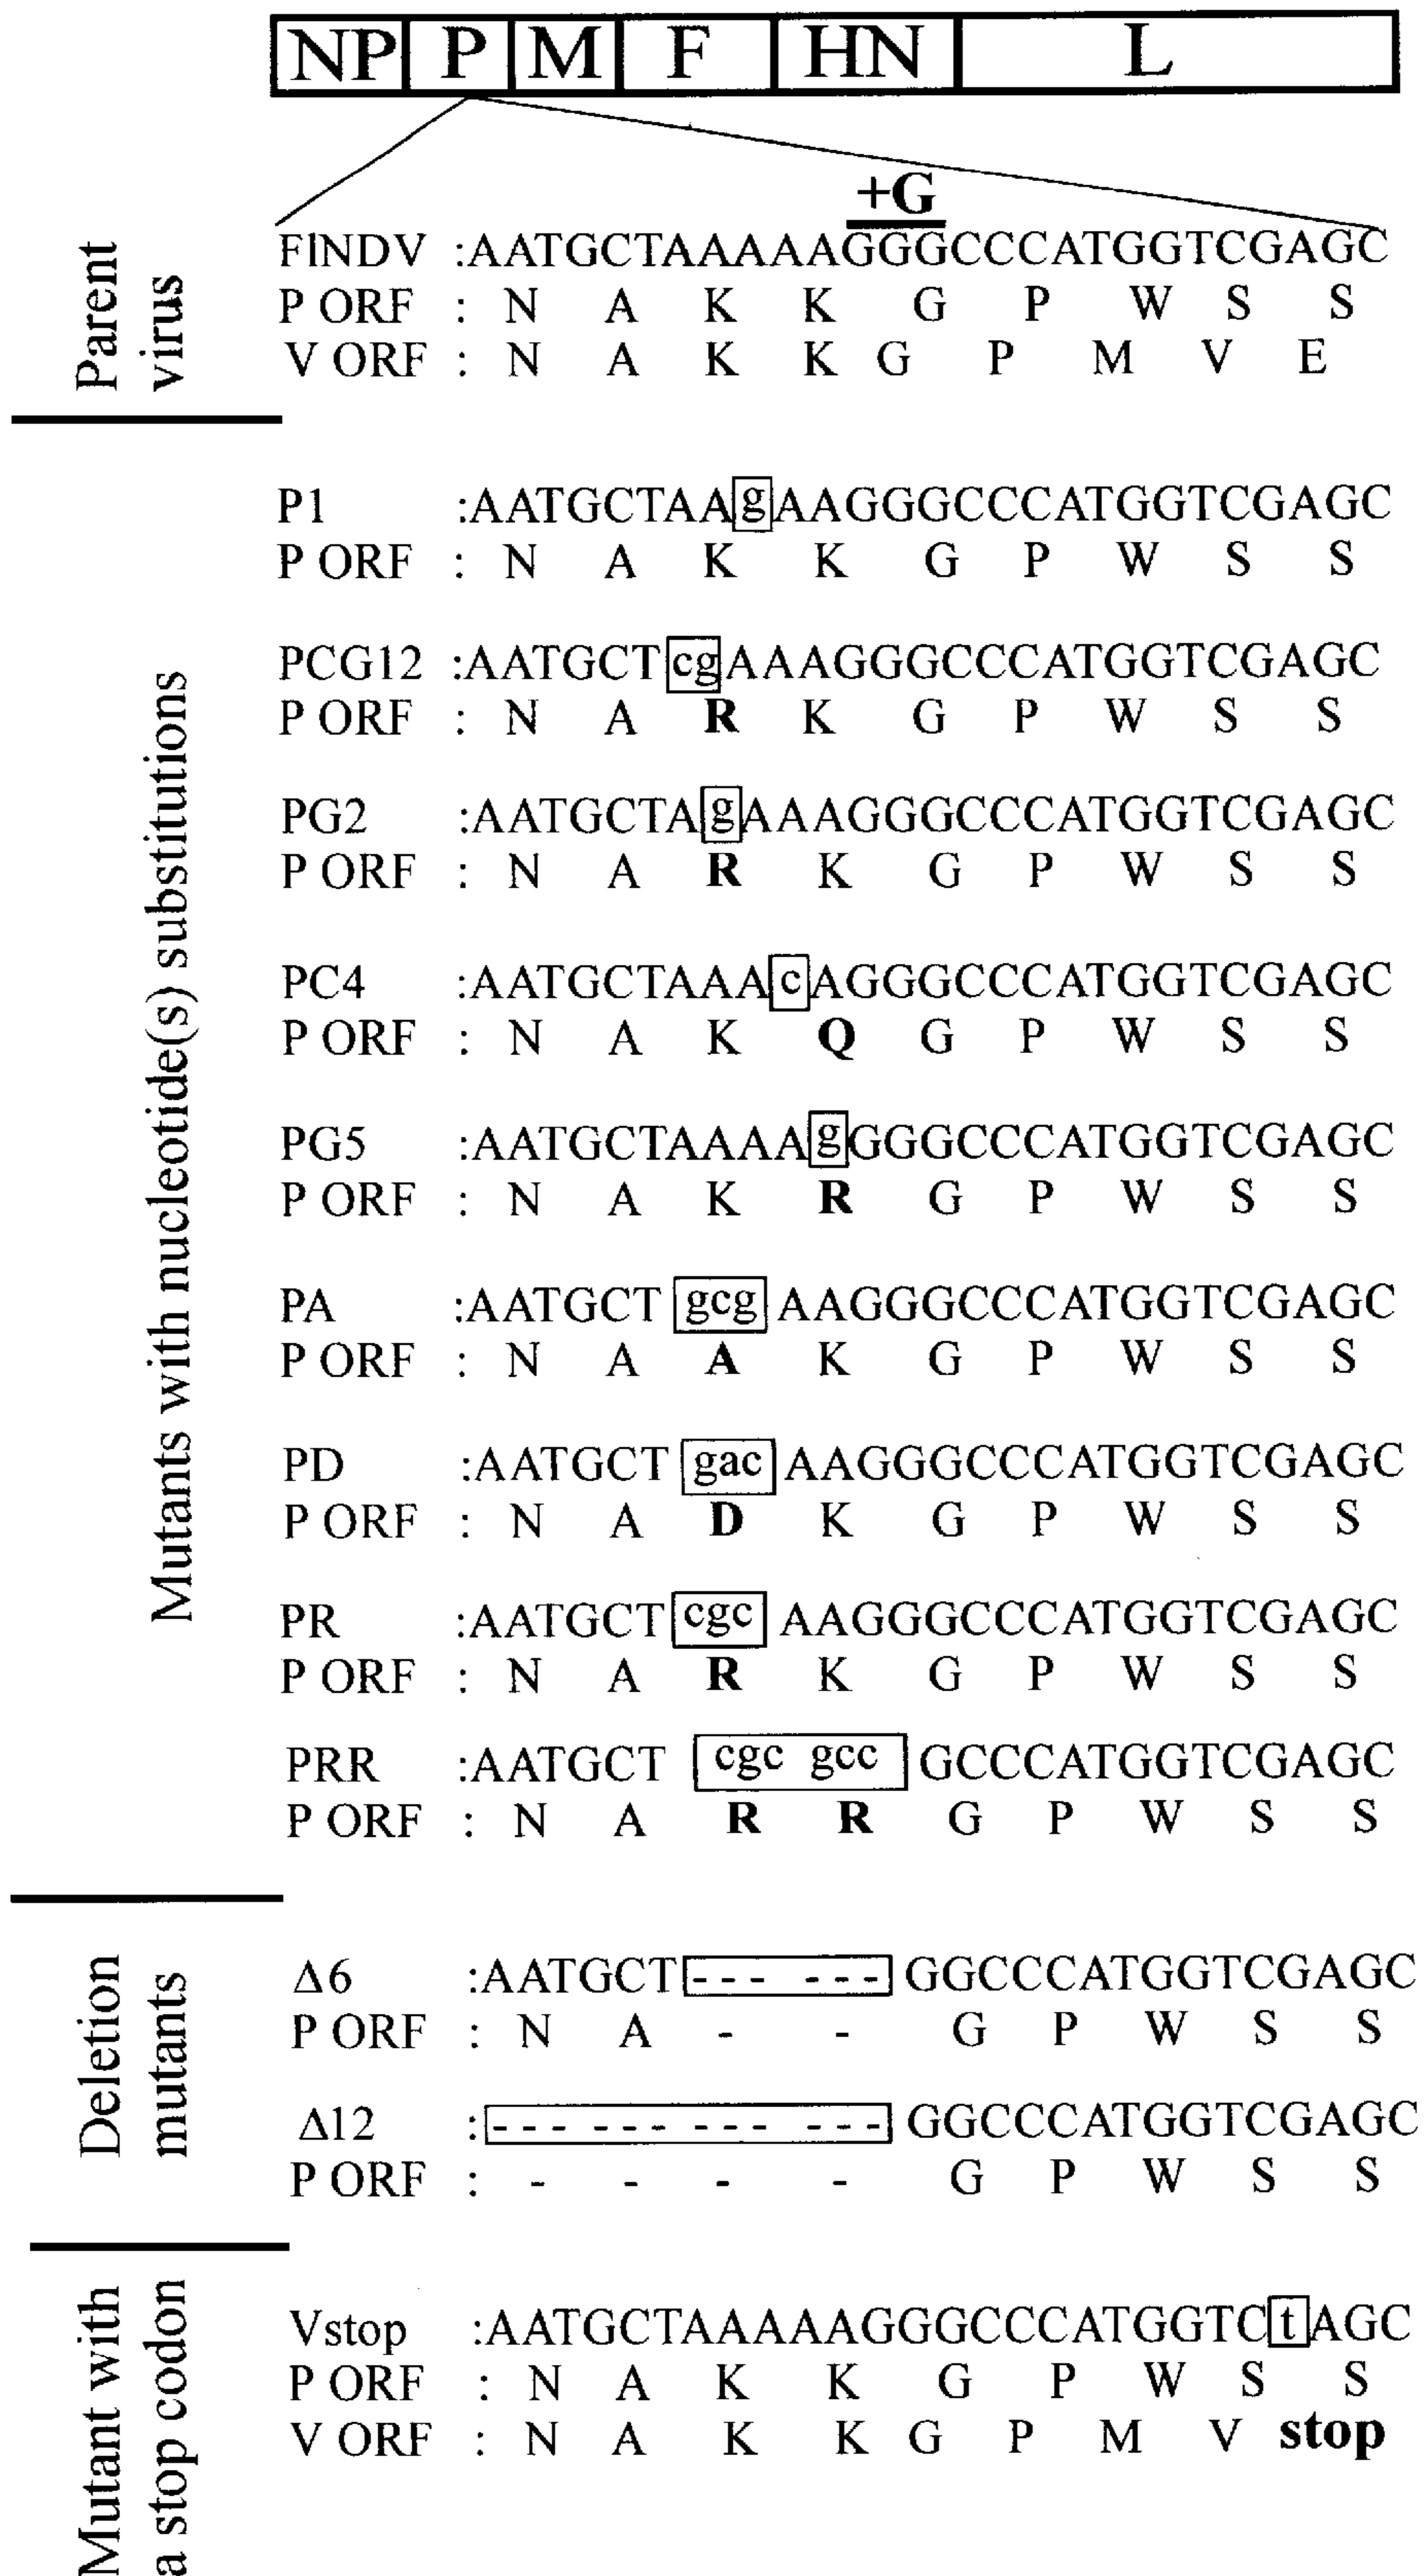 NP P M F HN L
+G
Parent virus
FlNDV :AATGCTAAAAAGGGCCCATGGTCGAGC
P ORF : N A K K G P W S S
V ORF : N A K K G P M V E
Mutants with nucleotide(s) substitutions
P1 :AATGCTAAgAAGGGCCCATGGTCGAGC
P ORF : N A K K G P W S S
PCG12 :AATGCTcgAAAGGGCCCATGGTCGAGC
P ORF : N A R K G P W S S
PG2 :AATGCTAgAAAGGGCCCATGGTCGAGC
P ORF : N A R K G P W S S
PC4 :AATGCTAAAcAGGGCCCATGGTCGAGC
P ORF : N A K Q G P W S S
PG5 :AATGCTAAAAgGGGCCCATGGTCGAGC
P ORF : N A K R G P W S S
PA :AATGCT gcg AAGGGCCCATGGTCGAGC
P ORF : N A A K G P W S S
PD :AATGCT gac AAGGGCCCATGGTCGAGC
P ORF : N A D K G P W S S
PR :AATGCT cgc AAGGGCCCATGGTCGAGC
P ORF : N A R K G P W S S
PRR :AATGCT cgc gcc GCCCATGGTCGAGC
P ORF : N A R R G P W S S
Deletion mutants
Δ6 :AATGCT --- --- GGCCCATGGTCGAGC
P ORF : N A - - G P W S S
Δ12 : --- --- --- --- GGCCCATGGTCGAGC
P ORF : - - - - G P W S S
Mutant with a stop codon
Vstop :AATGCTAAAAAGGGCCCATGGTCtAGC
P ORF : N A K K G P W S S
V ORF : N A K K G P M V stop